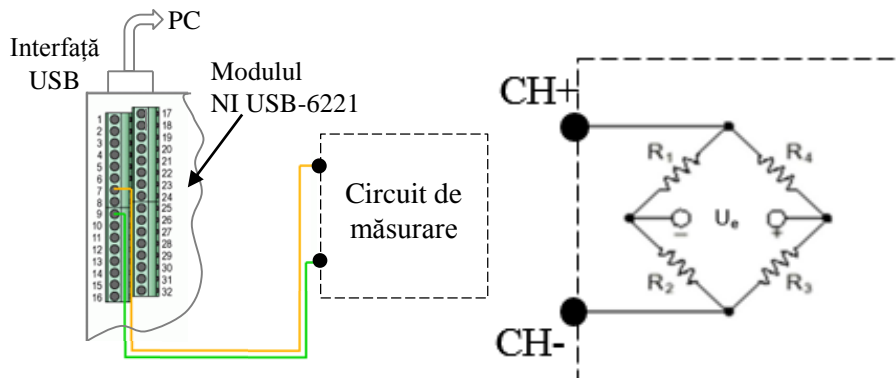 PC
Interfață
USB
Modulul
NI USB-6221
1
2
3
4
5
6
7
8
9
10
11
12
13
14
15
16
17
18
19
20
21
22
23
24
25
26
27
28
29
30
31
32
Circuit de
măsurare
CH+
R1
R4
Ue
−
+
R2
R3
CH-